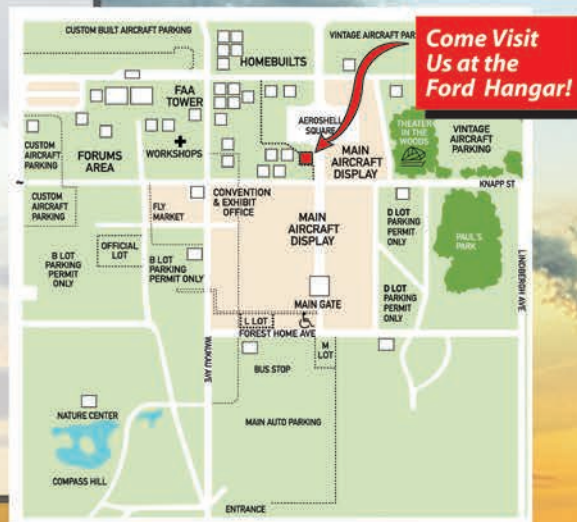 CUSTOM BUILT AIRCRAFT PARKING
VINTAGE AIRCRAFT PAR
Come Visit
Us at the
Ford Hangar!
HOMEBUILTS
FAA
TOWER
AEROSHELL
SQUARE
THEATER
IN THE
WOODS
VINTAGE
AIRCRAFT
PARKING
MAIN
AIRCRAFT
DISPLAY
CUSTOM
AIRCRAFT
PARKING
FORUMS
AREA
WORKSHOPS
KNAPP ST
CUSTOM
AIRCRAFT
PARKING
FLY
MARKET
CONVENTION
& EXHIBIT
OFFICE
MAIN
AIRCRAFT
DISPLAY
D LOT
PARKING
PERMIT
ONLY
PAUL'S
PARK
LINDBERGH AVE
B LOT
PARKING
PERMIT
ONLY
OFFICIAL
LOT
B LOT
PARKING
PERMIT ONLY
MAIN GATE
D LOT
PARKING
PERMIT
ONLY
L LOT
FOREST HOME AVE
M
LOT
WAUKAU AVE
BUS STOP
NATURE CENTER
MAIN AUTO PARKING
COMPASS HILL
ENTRANCE